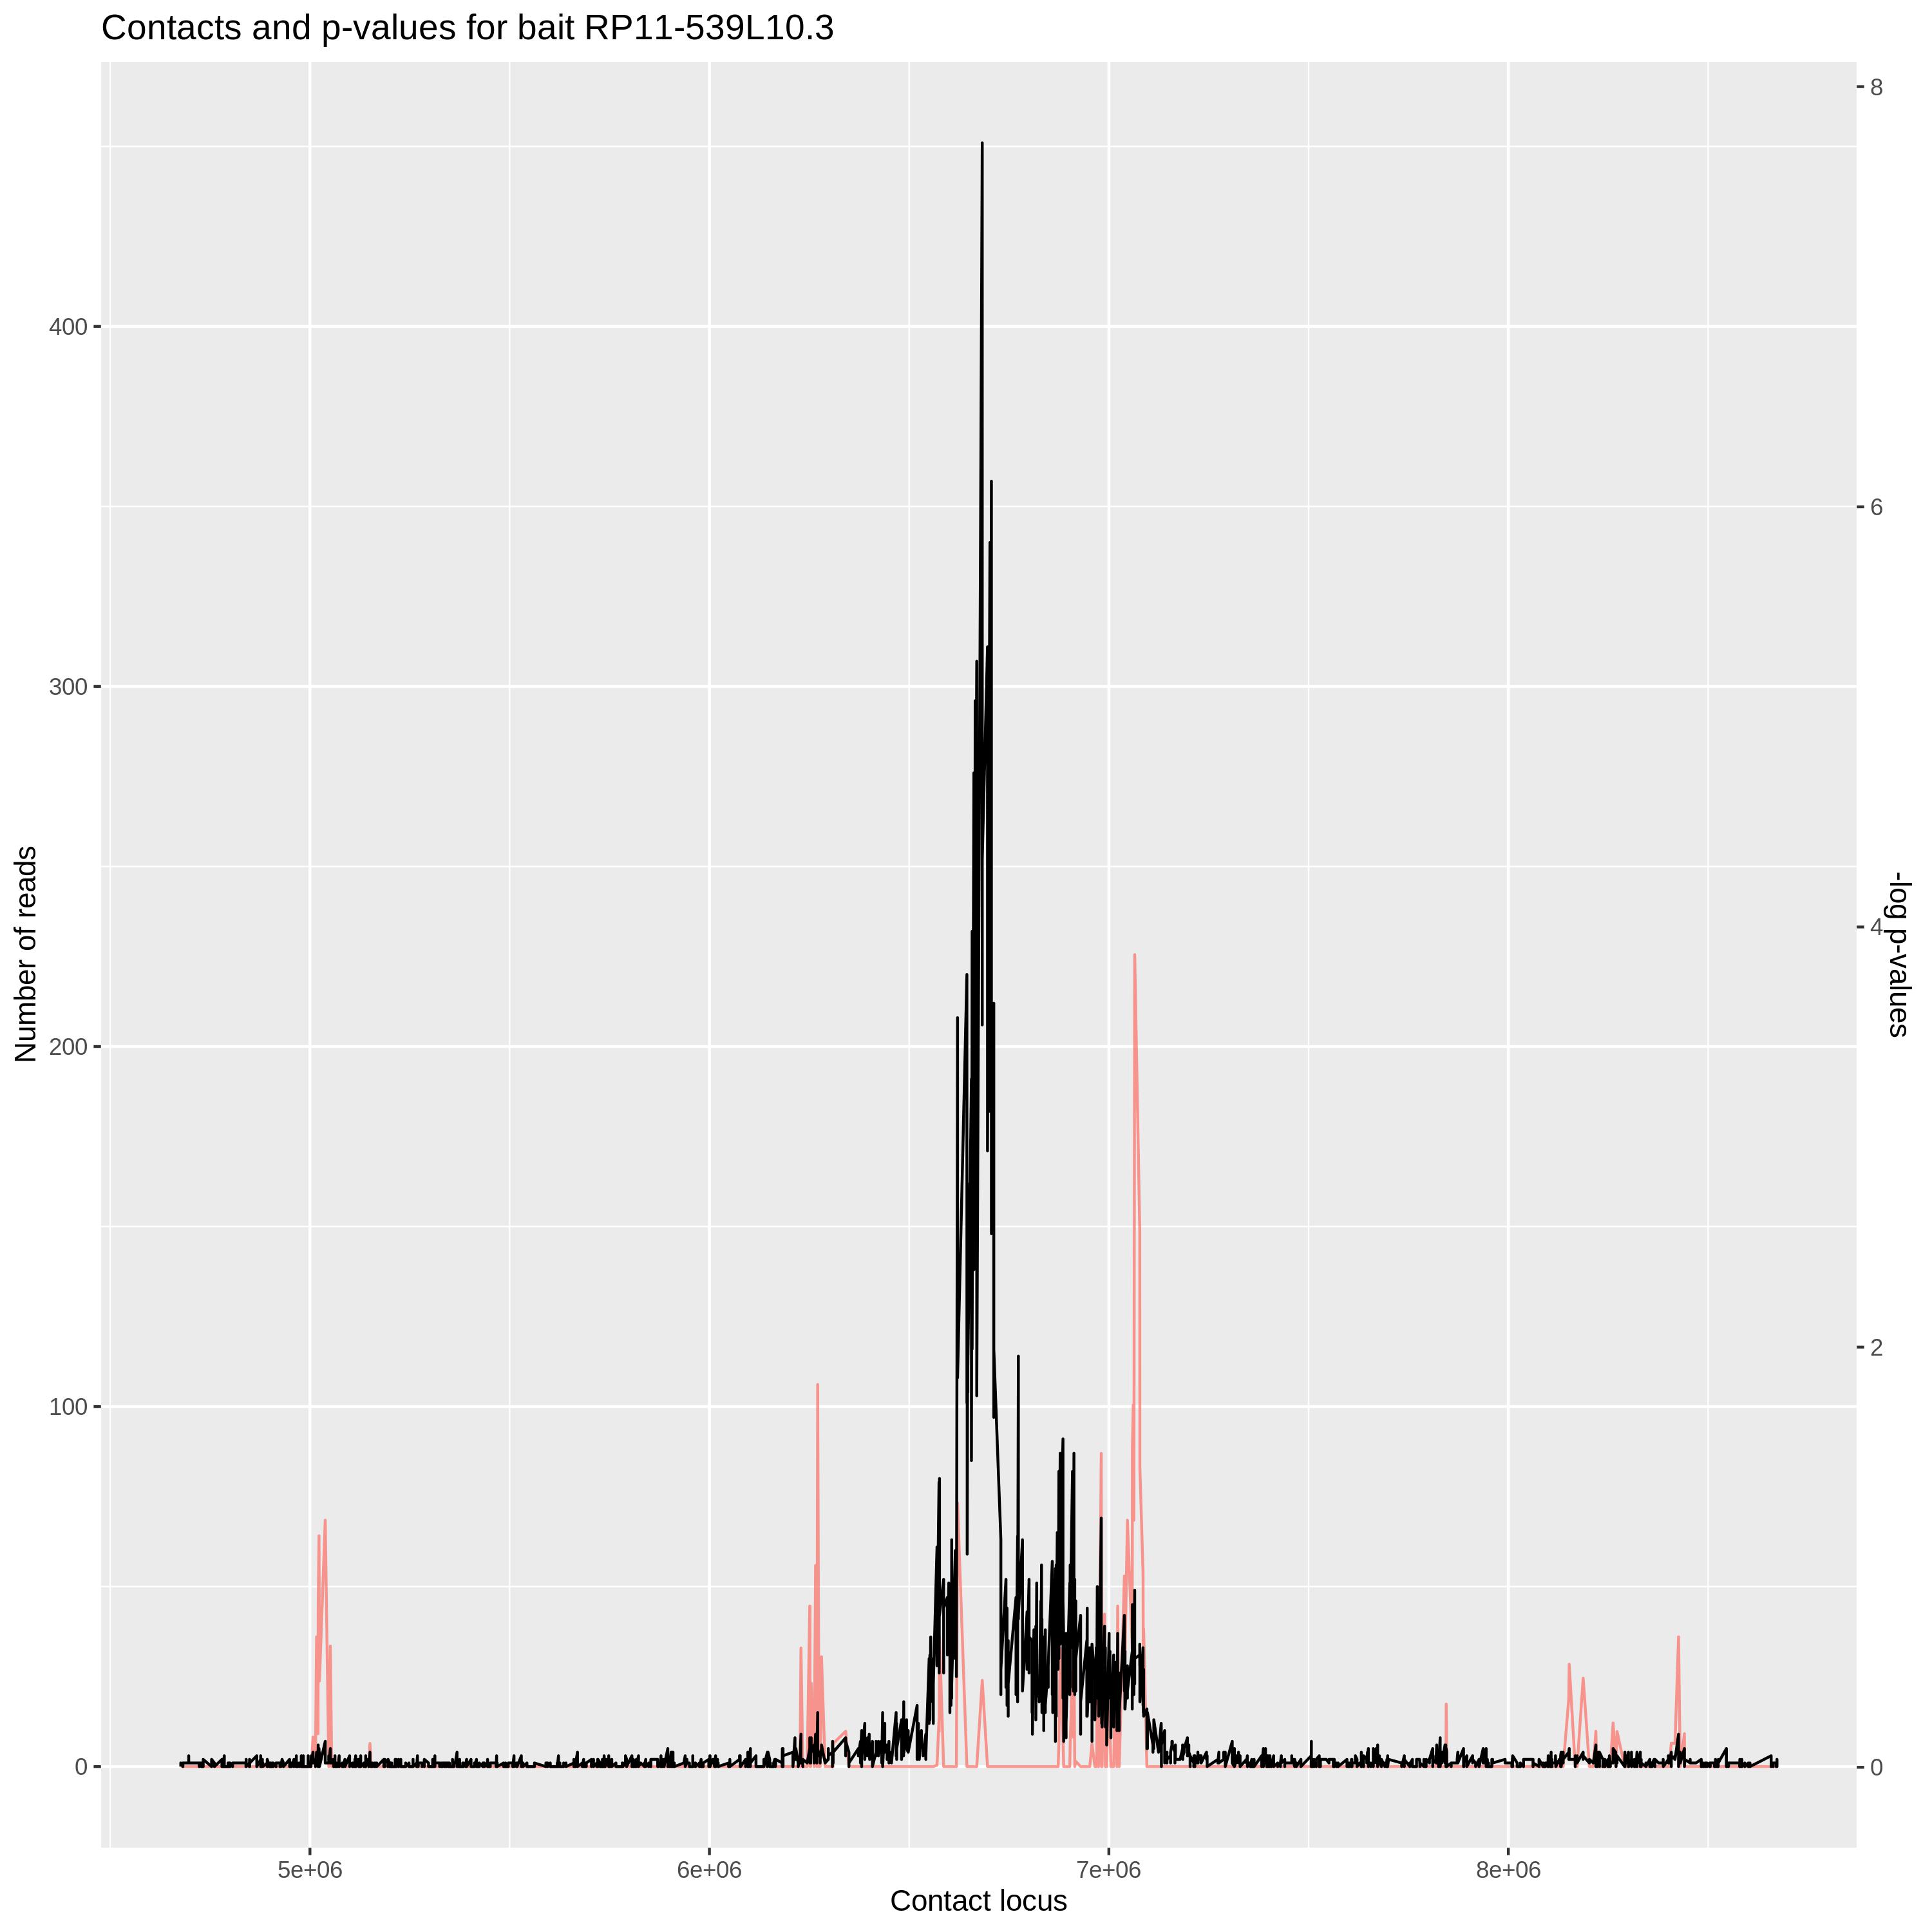 Contacts and p-values for bait RP11-539L10.3
8
400
6
300
Number of reads
-log p-values
4
200
2
100
0
0
5e+06
6e+06
7e+06
8e+06
Contact locus